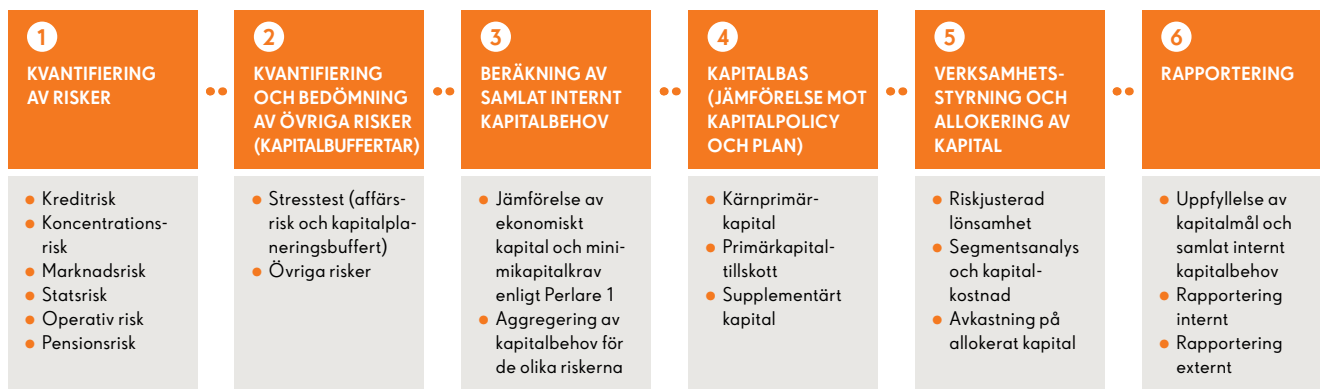 1
KVANTIFIERING
AV RISKER
Kreditrisk
Koncentrations-
risk
Marknadsrisk
Statsrisk
Operativ risk
Pensionsrisk
2
KVANTIFIERING
OCH BEDÖMNING
AV ÖVRIGA RISKER
(KAPITALBUFFERTAR)
Stresstest (affärs-
risk och kapitalpla-
neringsbuffert)
Övriga risker
3
BERÄKNING AV
SAMLAT INTERNT
KAPITALBEHOV
Jämförelse av
ekonomiskt
kapital och mini-
mikapitalkrav
enligt Perlare 1
Aggregering av
kapitalbehov för
de olika riskerna
4
KAPITALBAS
(JÄMFÖRELSE MOT
KAPITALPOLICY
OCH PLAN)
Kärnprimär-
kapital
Primärkapital-
tillskott
Supplementärt
kapital
5
VERKSAMHETS-
STYRNING OCH
ALLOKERING AV
KAPITAL
Riskjusterad
lönsamhet
Segmentsanalys
och kapital-
kostnad
Avkastning på
allokerat kapital
6
RAPPORTERING
Uppfyllelse av
kapitalmål och
samlat internt
kapitalbehov
Rapportering
internt
Rapportering
externt